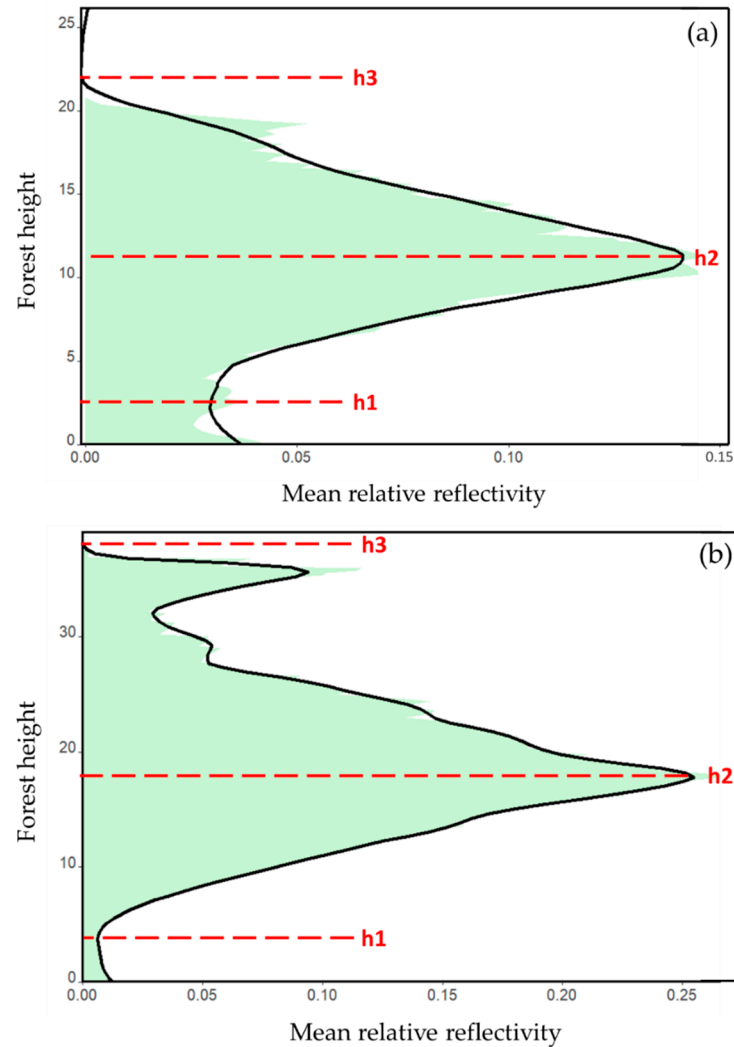 (a)
25
20
15
10
5
0
h3
h2
h1
Forest height
0.00 0.05 0.10 0.15
Mean relative reflectivity
(b)
30
20
10
0
h3
h2
h1
Forest height
0.00 0.05 0.10 0.15 0.20 0.25
Mean relative reflectivity